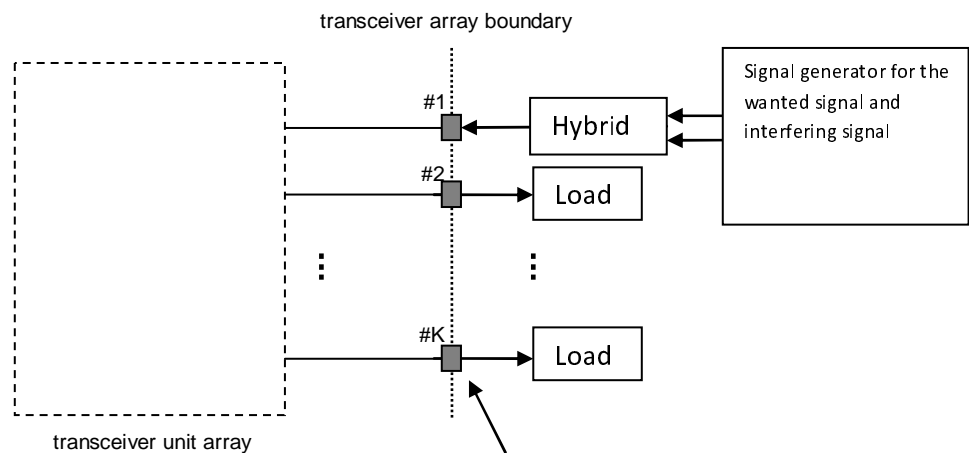 transceiver array boundary
Signal generator for the
wanted signal and
interfering signal
#1
Hybrid
#2
Load
⋮ ⋮
#K
Load
transceiver unit array